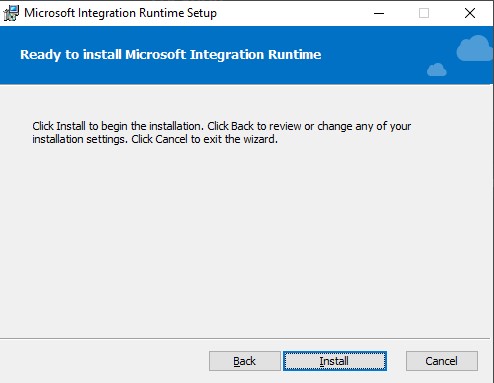 Microsoft Integration Runtime Setup
Ready to install Microsoft Integration Runtime
Click Install to begin the installation. Click Back to review or change any of your
installation settings. Click Cancel to exit the wizard.
Back Install Cancel